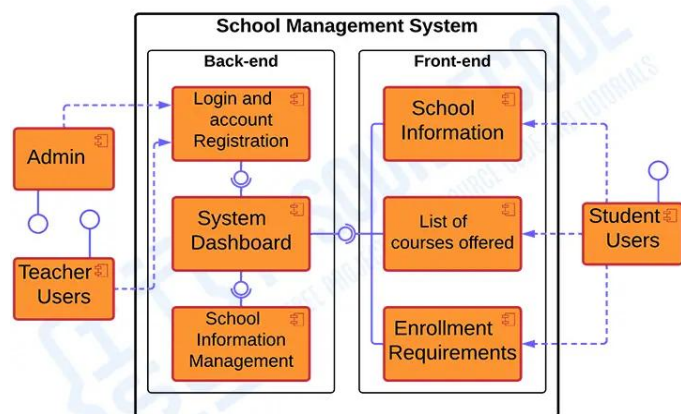 School Management System
Back-end
Front-end
Login and
account
Registration
School
Information
Admin
System
Dashboard
List of
courses offered
Student
Users
Teacher
Users
School
Information
Management
Enrollment
Requirements